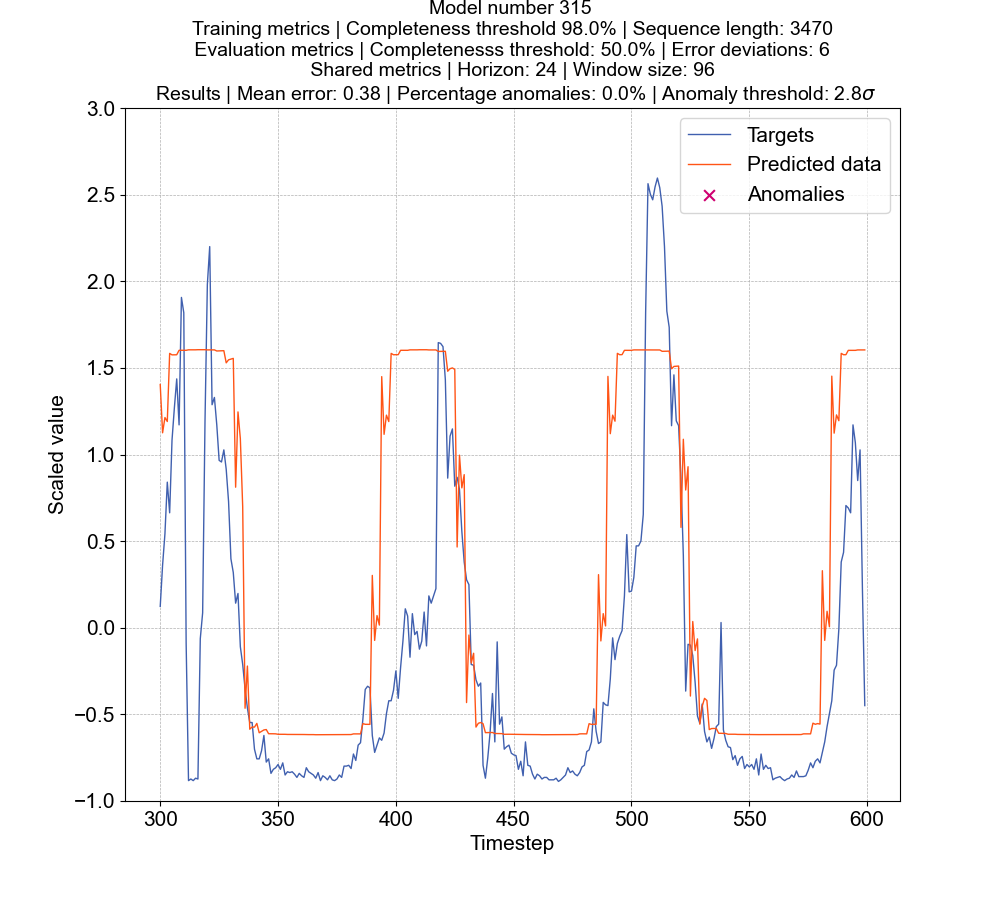 Model number 315
Training metrics | Completeness threshold 98.0% | Sequence length: 3470
Evaluation metrics | Completenesss threshold: 50.0% | Error deviations: 6
Shared metrics | Horizon: 24 | Window size: 96
Results | Mean error: 0.38 | Percentage anomalies: 0.0% | Anomaly threshold: 2.8σ
3.0
2.5
2.0
1.5
1.0
0.5
0.0
−0.5
−1.0
Scaled value
Targets
Predicted data
Anomalies
300
350
400
450
500
550
600
Timestep